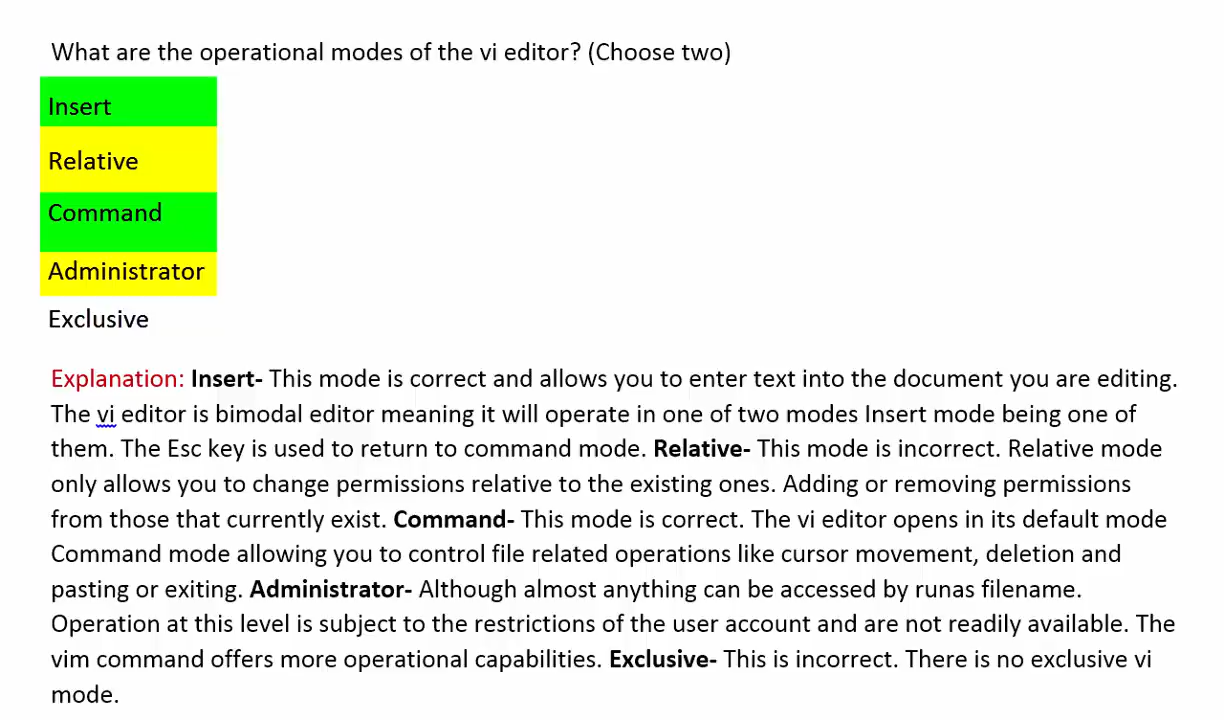 What are the operational modes of the vi editor? (Choose two)
Insert
Relative
Command
Administrator
Exclusive
Explanation: Insert- This mode is correct and allows you to enter text into the document you are editing.
The vi editor is bimodal editor meaning it will operate in one of two modes Insert mode being one of
them. The Esc key is used to return to command mode. Relative- This mode is incorrect. Relative mode
only allows you to change permissions relative to the existing ones. Adding or removing permissions
from those that currently exist. Command- This mode is correct. The vi editor opens in its default mode
Command mode allowing you to control file related operations like cursor movement, deletion and
pasting or exiting. Administrator- Although almost anything can be accessed by runas filename.
Operation at this level is subject to the restrictions of the user account and are not readily available. The
vim command offers more operational capabilities. Exclusive- This is incorrect. There is no exclusive vi
mode.